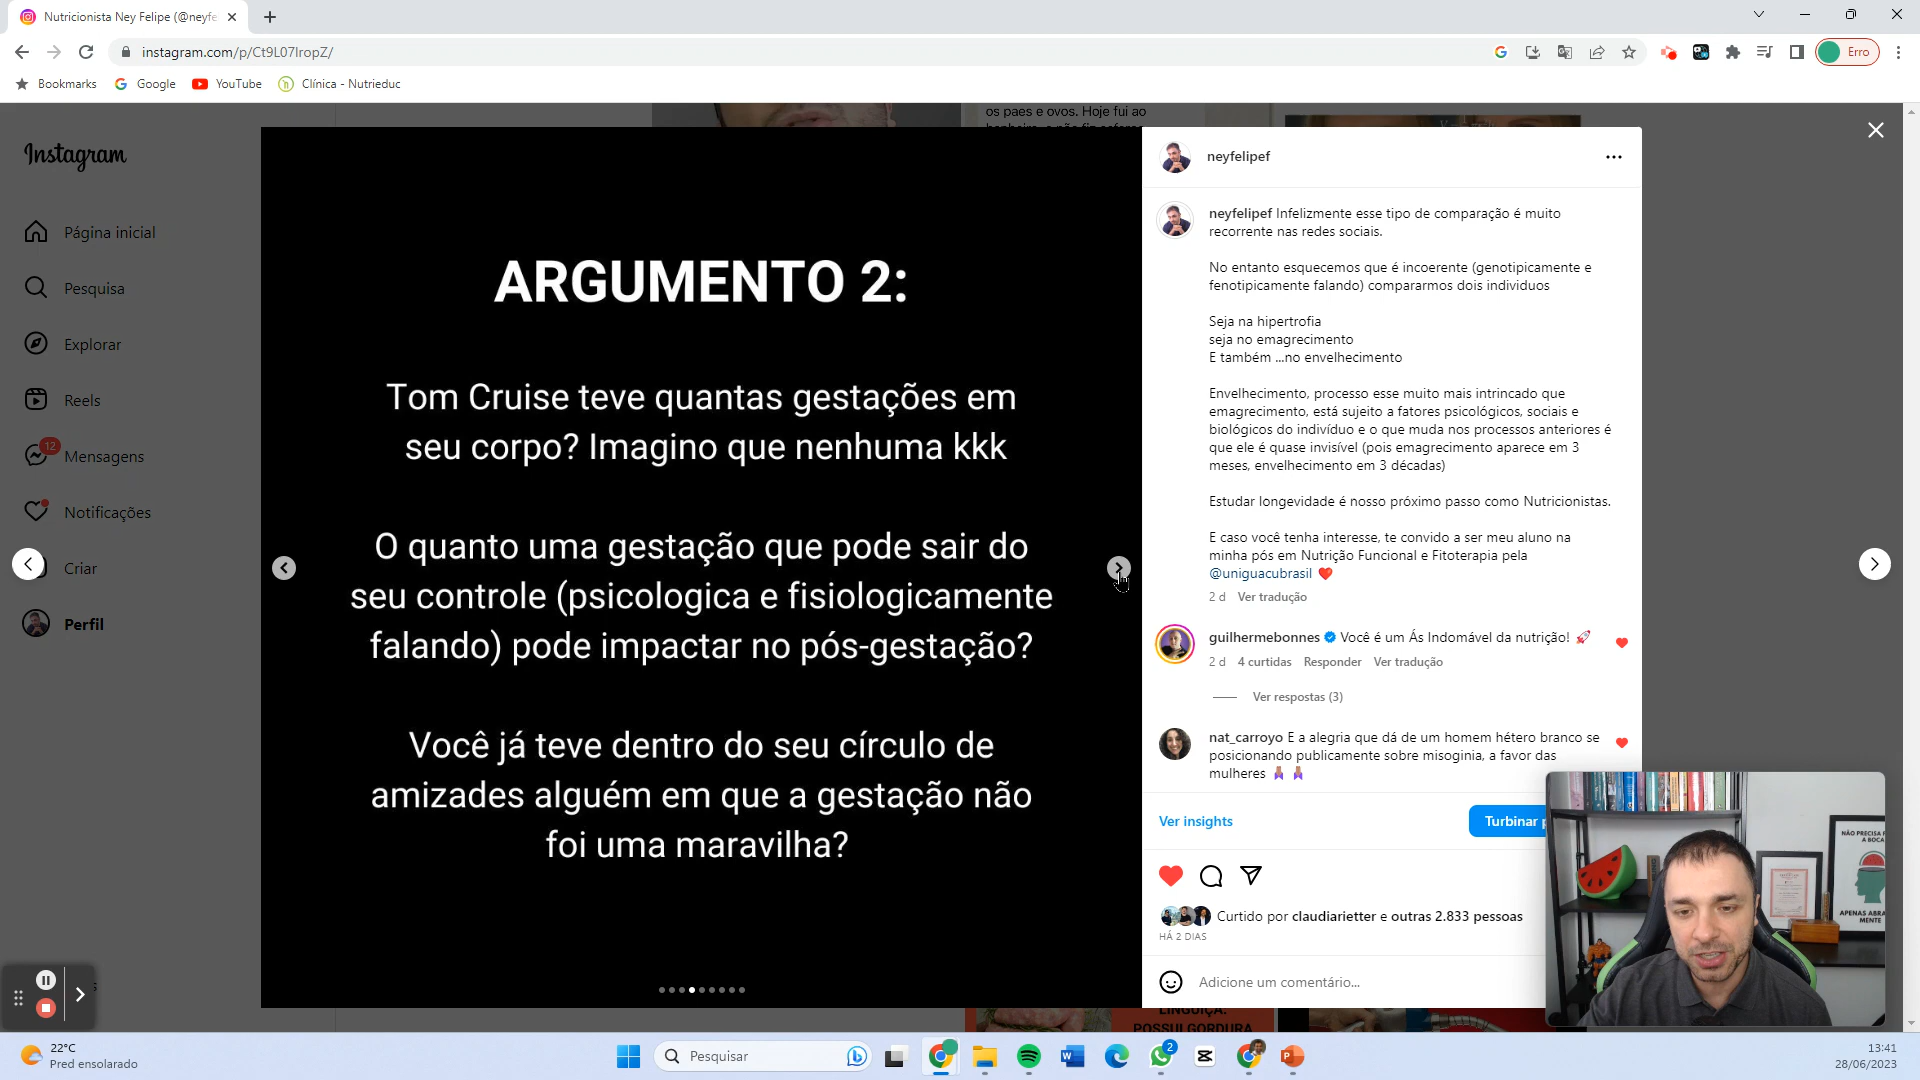 Nutricionista Ney Felipe (@neyfe
instagram.com/p/Ct9L07IropZ/
Erro
Bookmarks
Google
YouTube
Clínica - Nutrieduc
os paes e ovos. Hoje fui ao
Instagram
Página inicial
Pesquisa
Explorar
Reels
12
Mensagens
Notificações
Criar
Perfil
ARGUMENTO 2:
Tom Cruise teve quantas gestações em
seu corpo? Imagino que nenhuma kkk
O quanto uma gestação que pode sair do
seu controle (psicologica e fisiologicamente
falando) pode impactar no pós-gestação?
Você já teve dentro do seu círculo de
amizades alguém em que a gestação não
foi uma maravilha?
neyfelipef
neyfelipef Infelizmente esse tipo de comparação é muito
recorrente nas redes sociais.
No entanto esquecemos que é incoerente (genotipicamente e
fenotipicamente falando) compararmos dois individuos
Seja na hipertrofia
seja no emagrecimento
E também ...no envelhecimento
Envelhecimento, processo esse muito mais intrincado que
emagrecimento, está sujeito a fatores psicológicos, sociais e
biológicos do indivíduo e o que muda nos processos anteriores é
que ele é quase invisível (pois emagrecimento aparece em 3
meses, envelhecimento em 3 décadas)
Estudar longevidade é nosso próximo passo como Nutricionistas.
E caso você tenha interesse, te convido a ser meu aluno na
minha pós em Nutrição Funcional e Fitoterapia pela
@uniguacubrasil ❤️
2 d Ver tradução
guilhermebonnes Você é um Ás Indomável da nutrição! 🚀
2 d 4 curtidas Responder Ver tradução
Ver respostas (3)
nat_carroyo E a alegria que dá de um homem hétero branco se
posicionando publicamente sobre misoginia, a favor das
mulheres
Ver insights
Turbinar p
Curtido por claudiarietter e outras 2.833 pessoas
HÁ 2 DIAS
Adicione um comentário...
NÃO PRECISA
A BOCA
APENAS ABRA
MENTE
LINGUIÇA:
POSSUI GORDURA
22°C
Pred ensolarado
Pesquisar
2
13:41
28/06/2023